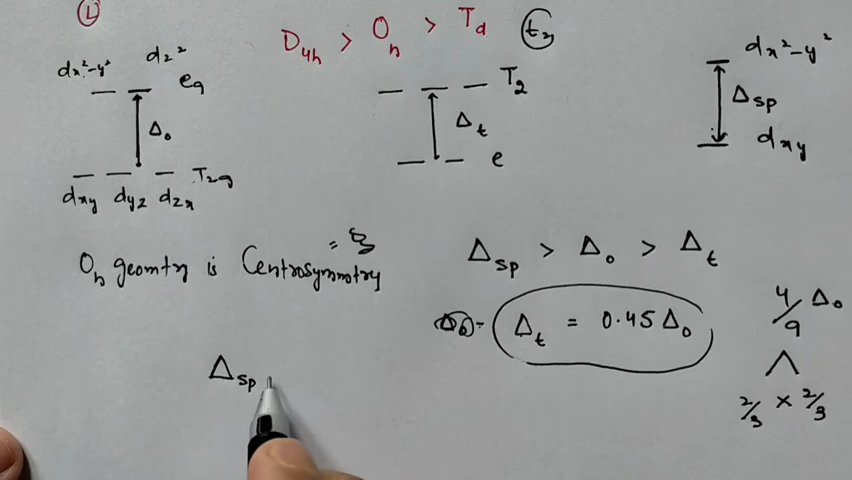 L
D4h > Oh > Td
dx²-y² dz² eg
Δo
dxy dyz dzx T2g
T2
Δt
e
dx²-y²
Δsp
dxy
Oh geomtry is Centrosymmetry
Δsp > Δo > Δt
Δt = 0.45 Δo
4/9 Δo
2/3 × 2/3
Δsp